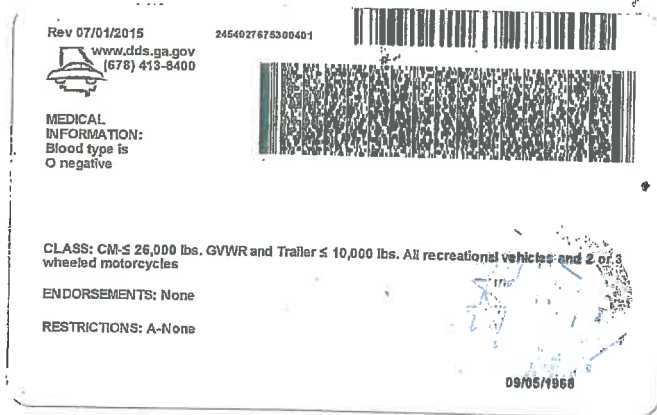 Rev 07/01/2015
2454027675300401
www.dds.ga.gov
(678) 413-8400
MEDICAL
INFORMATION:
Blood type is
O negative
CLASS: CM-≤ 26,000 lbs. GVWR and Trailer ≤ 10,000 lbs. All recreational vehicles and 2 or 3
wheeled motorcycles
ENDORSEMENTS: None
RESTRICTIONS: A-None
09/05/1968